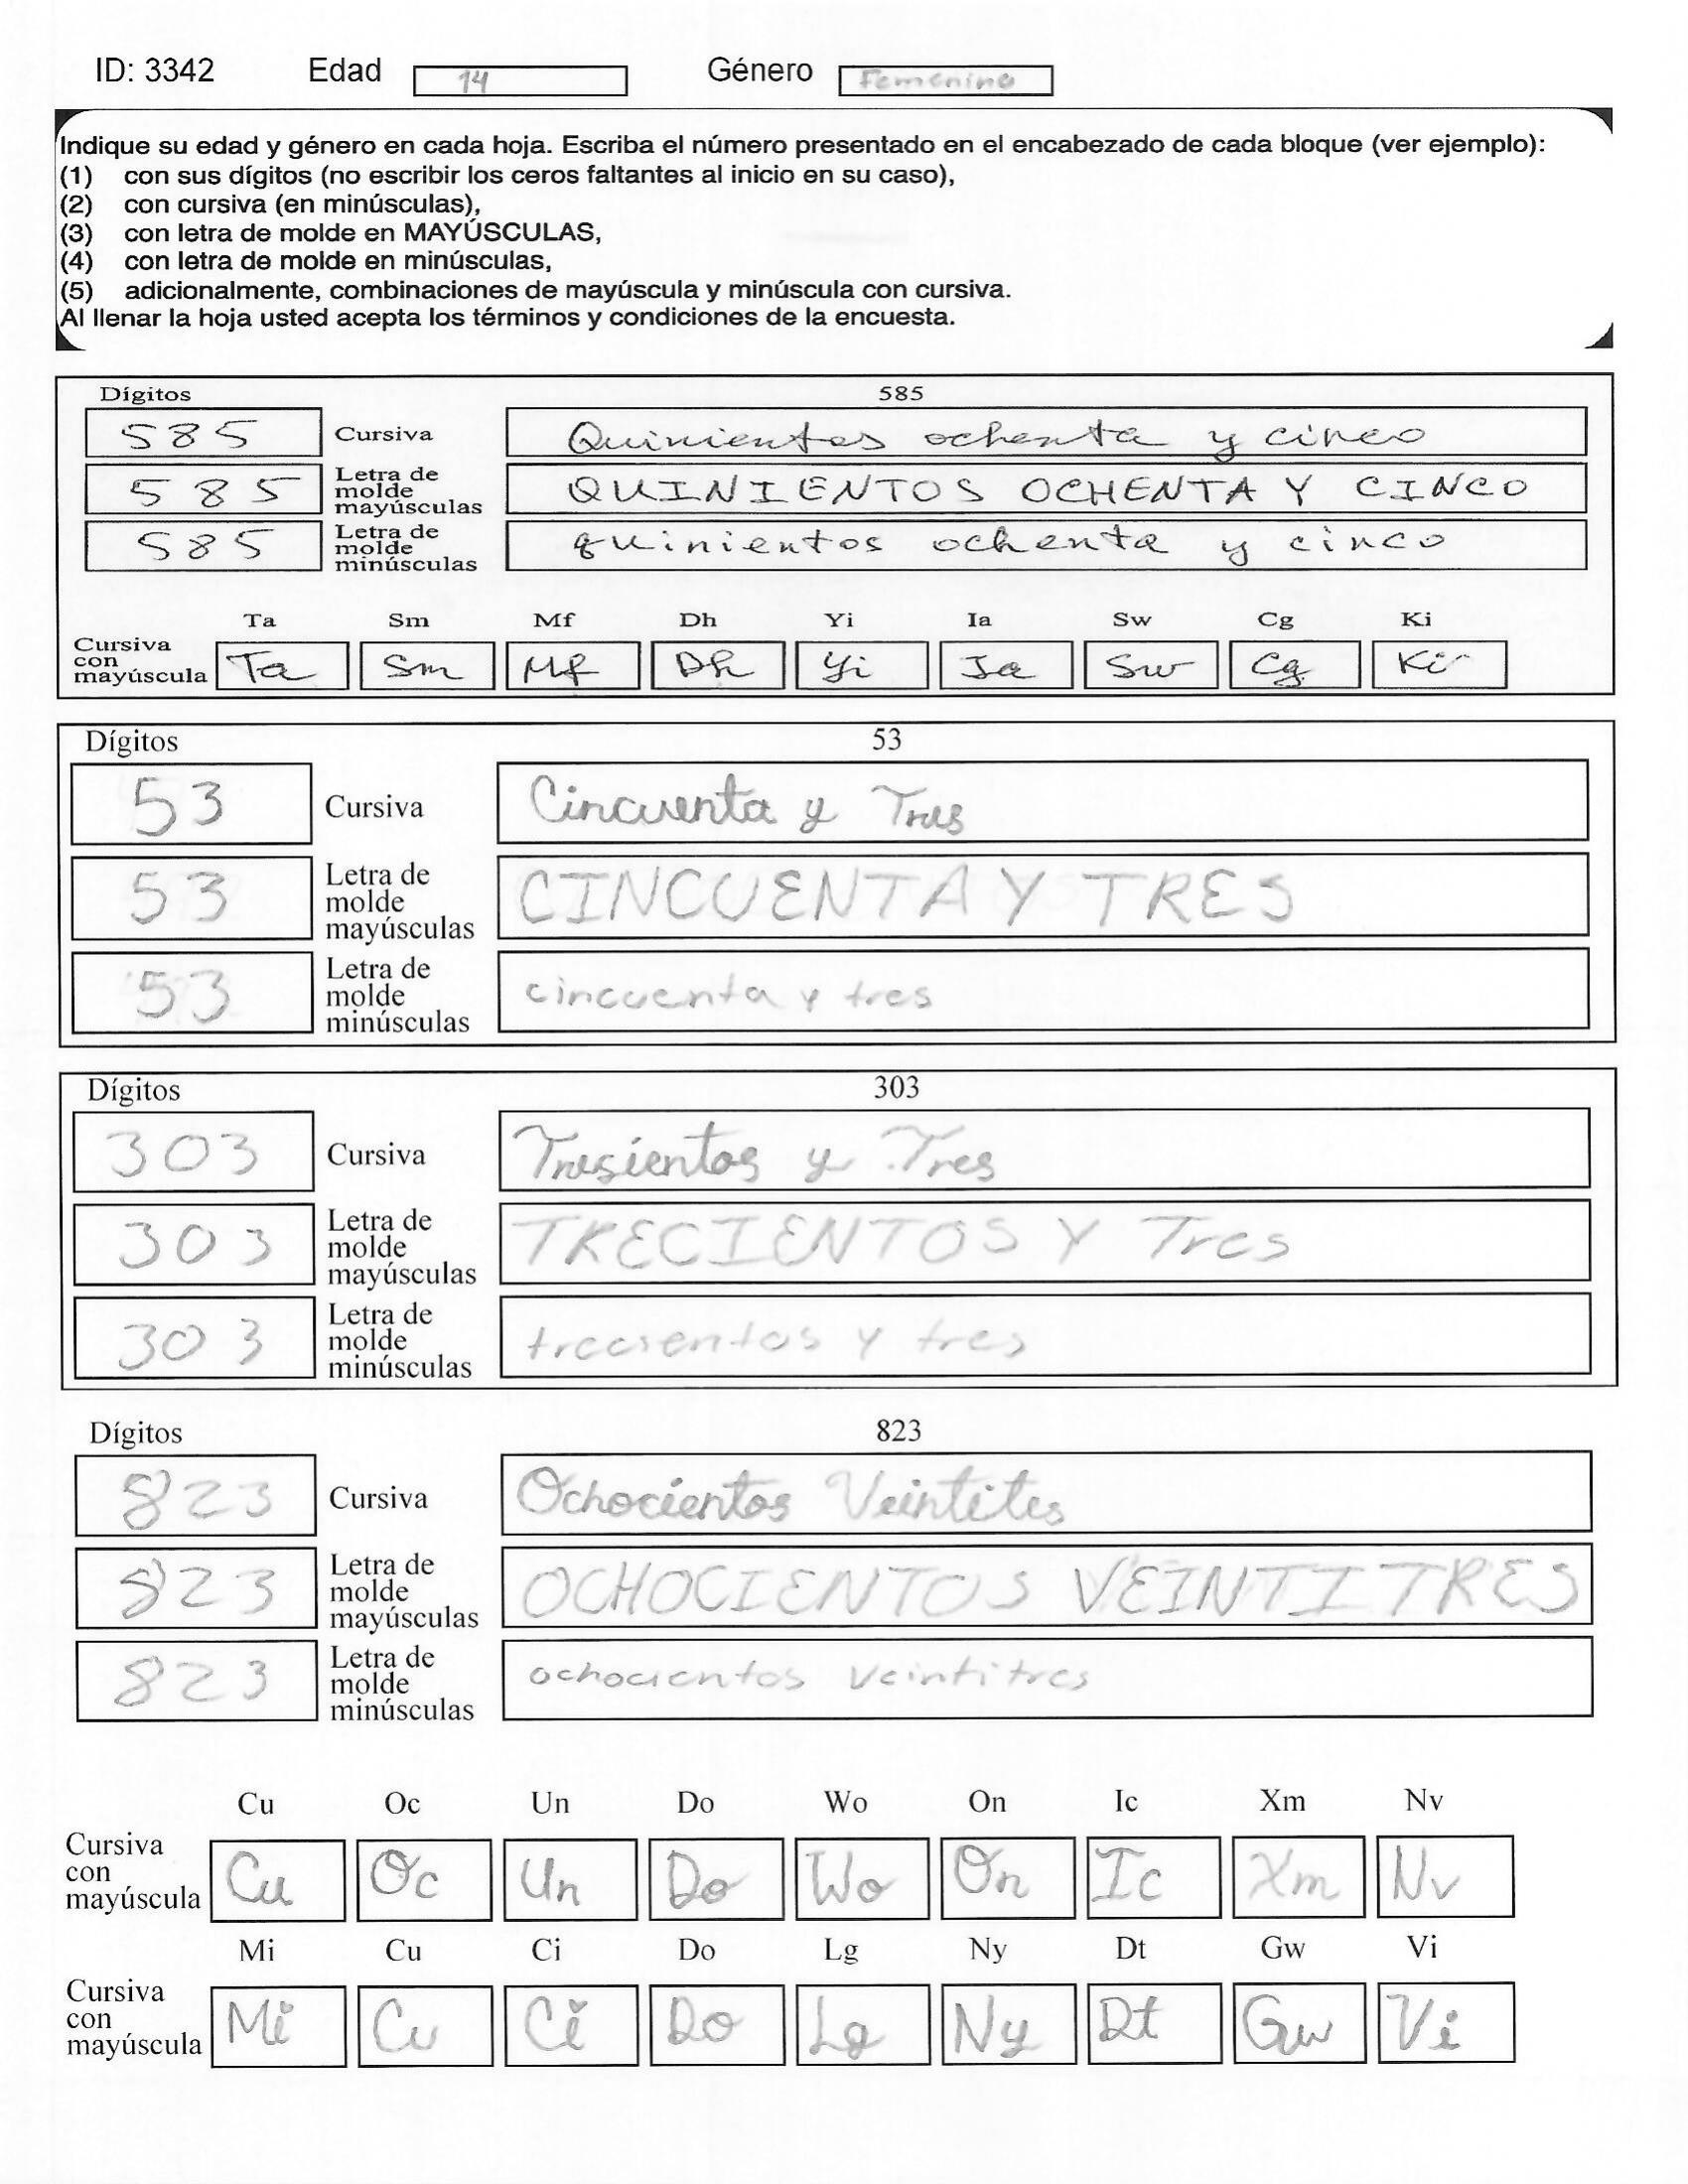 ID: 3342 Edad 14 Género Femenino
Indique su edad y género en cada hoja. Escriba el número presentado en el encabezado de cada bloque (ver ejemplo):
(1) con sus dígitos (no escribir los ceros faltantes al inicio en su caso),
(2) con cursiva (en minúsculas),
(3) con letra de molde en MAYÚSCULAS,
(4) con letra de molde en minúsculas,
(5) adicionalmente, combinaciones de mayúscula y minúscula con cursiva.
Al llenar la hoja usted acepta los términos y condiciones de la encuesta.
Dígitos 585
585 Cursiva Quinientos ochenta y cinco
585 Letra de molde mayúsculas QUINIENTOS OCHENTA Y CINCO
585 Letra de molde minúsculas quinientos ochenta y cinco
Ta Sm Mf Dh Yi Ia Sw Cg Ki
Cursiva con mayúscula Ta Sm Mf Dh Yi Ia Sw Cg Ki
Dígitos 53
53 Cursiva Cincuenta y Tres
53 Letra de molde mayúsculas CINCUENTA Y TRES
53 Letra de molde minúsculas cincuenta y tres
Dígitos 303
303 Cursiva Tresientos y Tres
303 Letra de molde mayúsculas TRECIENTOS Y Tres
303 Letra de molde minúsculas trecsentos y tres
Dígitos 823
823 Cursiva Ochocientos Veintites
823 Letra de molde mayúsculas OCHOCIENTOS VEINTITRES
823 Letra de molde minúsculas ochocientos veintitres
Cu Oc Un Do Wo On Ic Xm Nv
Cursiva con mayúscula Cu Oc Un Do Wo On Ic Xm Nv
Mi Cu Ci Do Lg Ny Dt Gw Vi
Cursiva con mayúscula Mi Cu Ci Do Lg Ny Dt Gw Vi